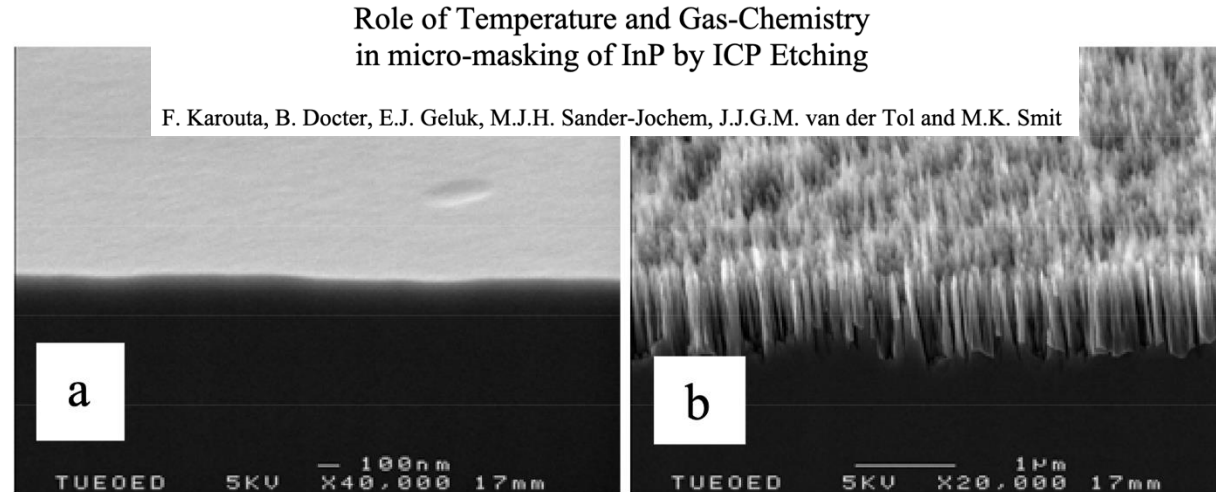 Role of Temperature and Gas-Chemistry
in micro-masking of InP by ICP Etching
F. Karouta, B. Docter, E.J. Geluk, M.J.H. Sander-Jochem, J.J.G.M. van der Tol and M.K. Smit
a
100nm
TUEOED 5KV X40,000 17mm
b
1µm
TUEOED 5KV X20,000 17mm